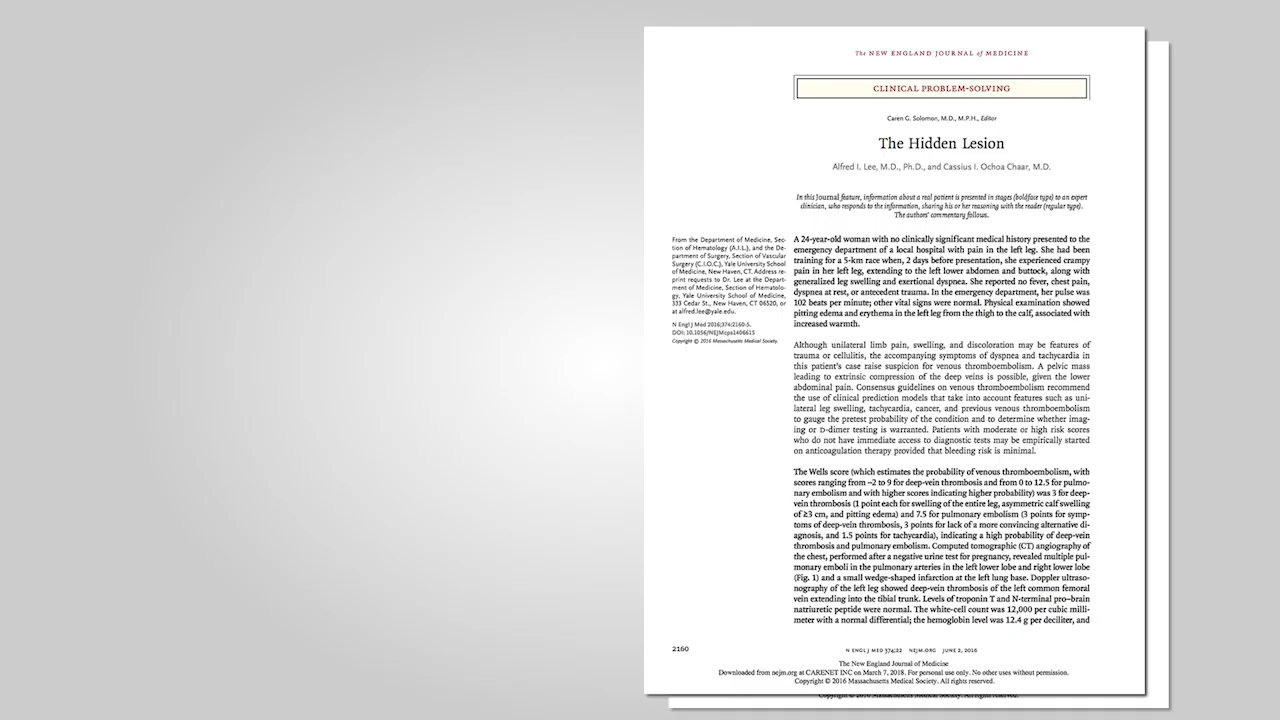 The NEW ENGLAND JOURNAL of MEDICINE
CLINICAL PROBLEM-SOLVING
Caren G. Solomon, M.D., M.P.H., Editor
The Hidden Lesion
Alfred I. Lee, M.D., Ph.D., and Cassius I. Ochoa Chaar, M.D.
In this Journal feature, information about a real patient is presented in stages (boldface type) to an expert
clinician, who responds to the information, sharing his or her reasoning with the reader (regular type).
The authors' commentary follows.
From the Department of Medicine, Sec-
tion of Hematology (A.I.L.), and the De-
partment of Surgery, Section of Vascular
Surgery (C.I.O.C.), Yale University School
of Medicine, New Haven, CT. Address re-
print requests to Dr. Lee at the Depart-
ment of Medicine, Section of Hematolo-
gy, Yale University School of Medicine,
333 Cedar St., New Haven, CT 06520, or
at alfred.lee@yale.edu.
N Engl J Med 2016;374:2160-5.
DOI: 10.1056/NEJMcps1406615
Copyright © 2016 Massachusetts Medical Society.
A 24-year-old woman with no clinically significant medical history presented to the
emergency department of a local hospital with pain in the left leg. She had been
training for a 5-km race when, 2 days before presentation, she experienced crampy
pain in her left leg, extending to the left lower abdomen and buttock, along with
generalized leg swelling and exertional dyspnea. She reported no fever, chest pain,
dyspnea at rest, or antecedent trauma. In the emergency department, her pulse was
102 beats per minute; other vital signs were normal. Physical examination showed
pitting edema and erythema in the left leg from the thigh to the calf, associated with
increased warmth.
Although unilateral limb pain, swelling, and discoloration may be features of
trauma or cellulitis, the accompanying symptoms of dyspnea and tachycardia in
this patient's case raise suspicion for venous thromboembolism. A pelvic mass
leading to extrinsic compression of the deep veins is possible, given the lower
abdominal pain. Consensus guidelines on venous thromboembolism recommend
the use of clinical prediction models that take into account features such as uni-
lateral leg swelling, tachycardia, cancer, and previous venous thromboembolism
to gauge the pretest probability of the condition and to determine whether imag-
ing or D-dimer testing is warranted. Patients with moderate or high risk scores
who do not have immediate access to diagnostic tests may be empirically started
on anticoagulation therapy provided that bleeding risk is minimal.
The Wells score (which estimates the probability of venous thromboembolism, with
scores ranging from –2 to 9 for deep-vein thrombosis and from 0 to 12.5 for pulmo-
nary embolism and with higher scores indicating higher probability) was 3 for deep-
vein thrombosis (1 point each for swelling of the entire leg, asymmetric calf swelling
of ≥3 cm, and pitting edema) and 7.5 for pulmonary embolism (3 points for symp-
toms of deep-vein thrombosis, 3 points for lack of a more convincing alternative di-
agnosis, and 1.5 points for tachycardia), indicating a high probability of deep-vein
thrombosis and pulmonary embolism. Computed tomographic (CT) angiography of
the chest, performed after a negative urine test for pregnancy, revealed multiple pul-
monary emboli in the pulmonary arteries in the left lower lobe and right lower lobe
(Fig. 1) and a small wedge-shaped infarction at the left lung base. Doppler ultraso-
nography of the left leg showed deep-vein thrombosis of the left common femoral
vein extending into the tibial trunk. Levels of troponin T and N-terminal pro–brain
natriuretic peptide were normal. The white-cell count was 12,000 per cubic milli-
meter with a normal differential; the hemoglobin level was 12.4 g per deciliter, and
2160
N ENGL J MED 374;22 NEJM.ORG JUNE 2, 2016
The New England Journal of Medicine
Downloaded from nejm.org at CARENET INC on March 7, 2018. For personal use only. No other uses without permission.
Copyright © 2016 Massachusetts Medical Society. All rights reserved.
Copyright © 2016 Massachusetts Medical Society. All rights reserved.